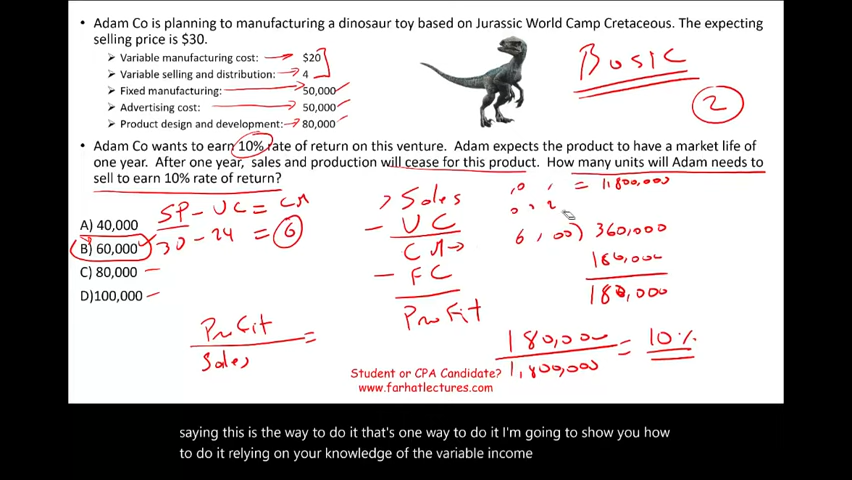 • Adam Co is planning to manufacturing a dinosaur toy based on Jurassic World Camp Cretaceous. The expecting
selling price is $30.
➢ Variable manufacturing cost: $20
➢ Variable selling and distribution: 4
➢ Fixed manufacturing: 50,000
➢ Advertising cost: 50,000
➢ Product design and development: 80,000
Basic
2
• Adam Co wants to earn 10% rate of return on this venture. Adam expects the product to have a market life of
one year. After one year, sales and production will cease for this product. How many units will Adam needs to
sell to earn 10% rate of return?
A) 40,000
B) 60,000
C) 80,000
D)100,000
SP - VC = CM
30 - 24 = 6
Sales
- VC
CM
- FC
Profit
= 1,800,000
360,000
180,000
180,000
Profit
Sales
=
180,000
1,800,000
= 10%
Student or CPA Candidate?
www.farhatlectures.com
saying this is the way to do it that's one way to do it I'm going to show you how
to do it relying on your knowledge of the variable income